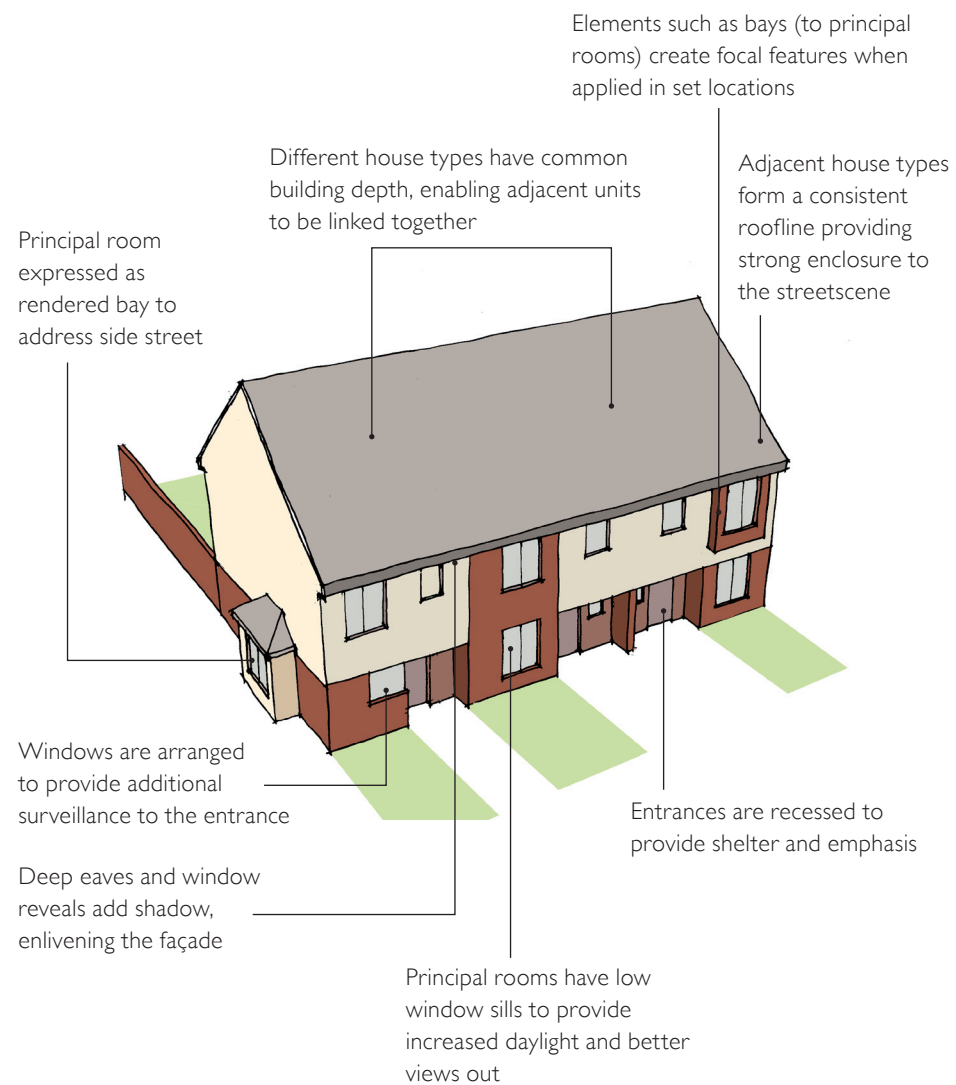 Elements such as bays (to principal
rooms) create focal features when
applied in set locations
Different house types have common
building depth, enabling adjacent units
to be linked together
Adjacent house types
form a consistent
roofline providing
strong enclosure to
the streetscene
Principal room
expressed as
rendered bay to
address side street
Windows are arranged
to provide additional
surveillance to the entrance
Entrances are recessed to
provide shelter and emphasis
Deep eaves and window
reveals add shadow,
enlivening the façade
Principal rooms have low
window sills to provide
increased daylight and better
views out